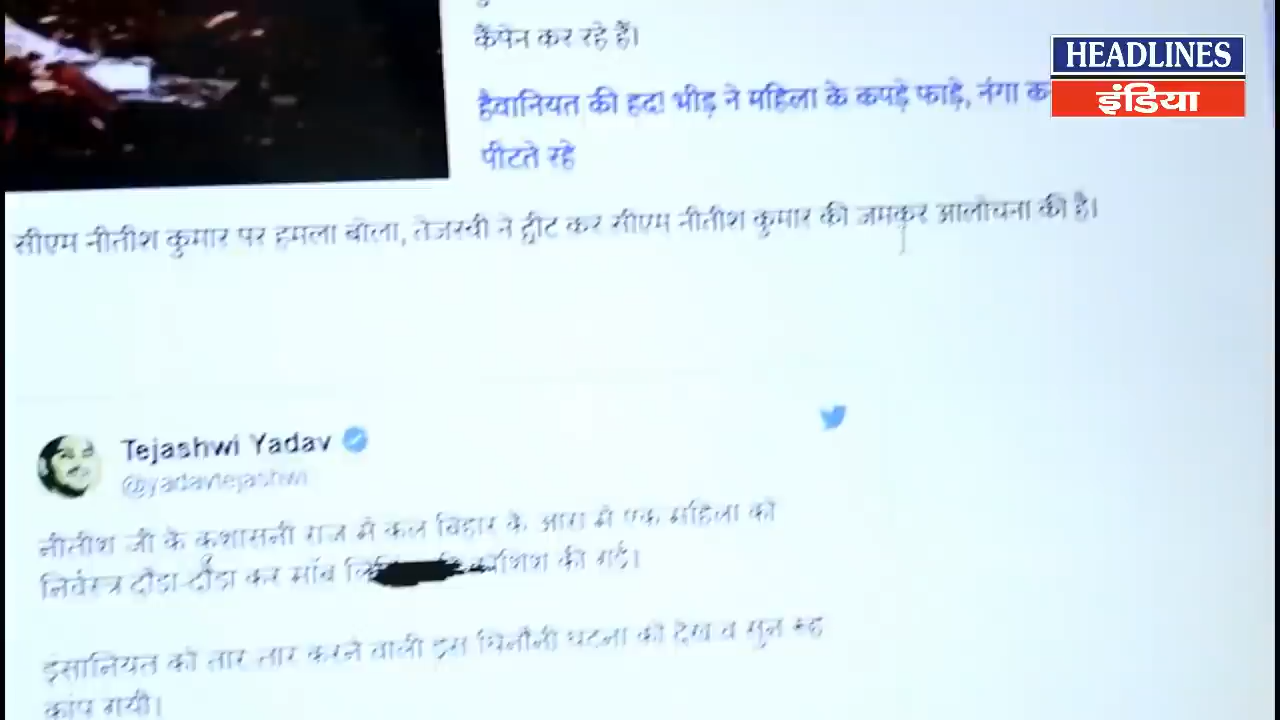 कैंपेन कर रहे हैं।
HEADLINES
इंडिया
हैवानियत की हद! भीड़ ने महिला के कपड़े फाड़े, नंगा
पीटते रहे
सीएम नीतीश कुमार पर हमला बोला, तेजस्वी ने ट्वीट कर सीएम नीतीश कुमार की जमकर आलोचना की है।
Tejashwi Yadav
@yadavtejashwi
नीतीश जी के कुशासनी राज में कल बिहार के आरा में एक महिला को
निर्वस्त्र दौड़ा-दौड़ा कर मॉब कोशिश की गई।
इंसानियत को तार तार करने वाली इस घिनौनी घटना को देख व सुन रूह
कांप गयी।